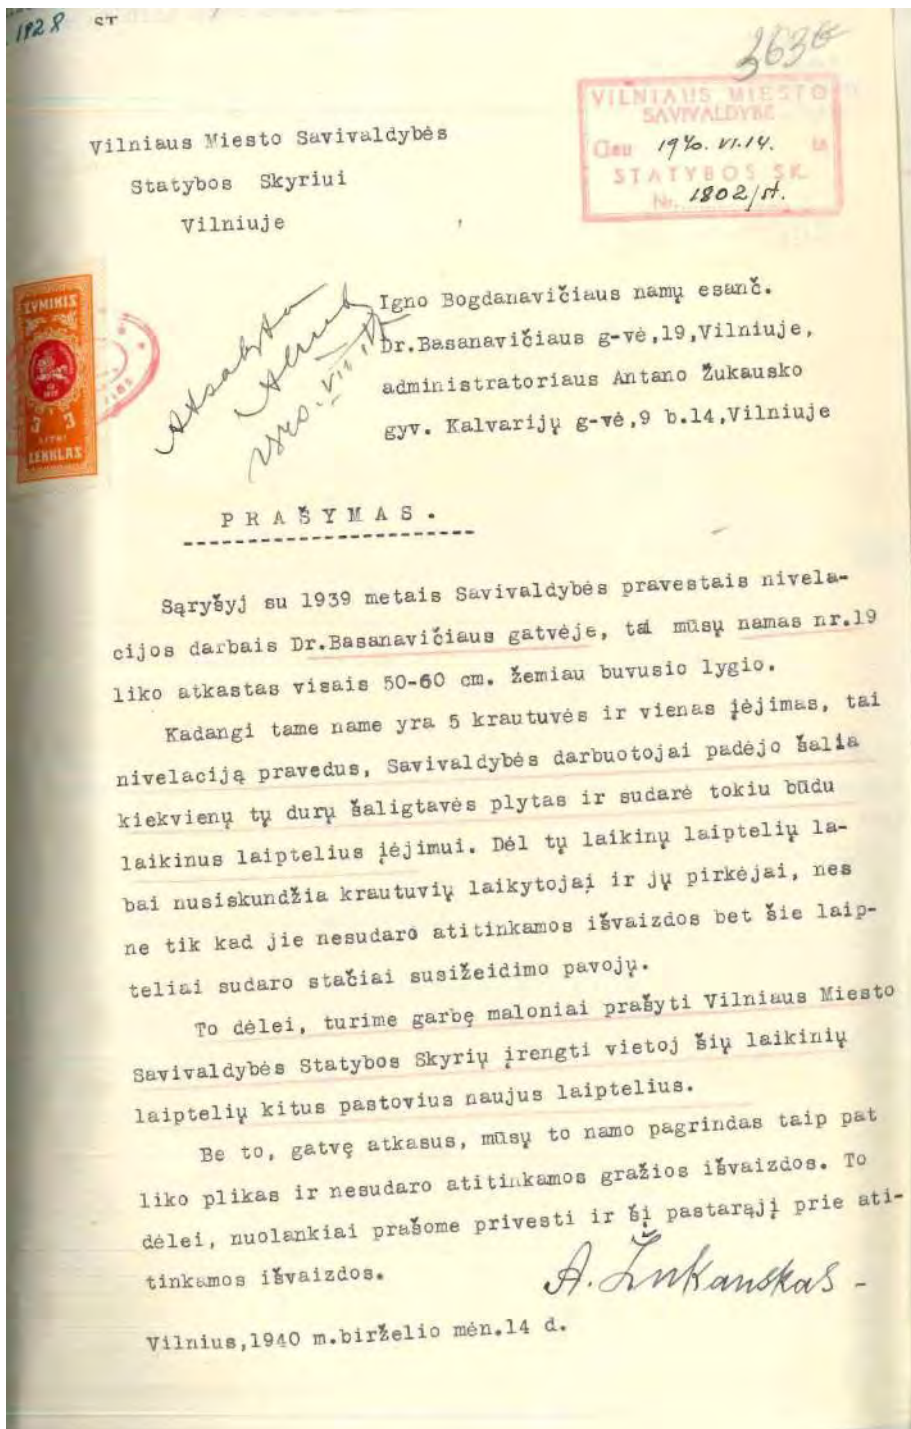 1928 ST
363
VILNIAUS MIESTO
SAVIVALDYBĖ
Gau 1940.VI.14.
STATYBOS SK.
Nr. 1802/st.
Vilniaus Miesto Savivaldybės
Statybos Skyriui
Vilniuje
ŽYMINIS
3 3
LITAI
ŽENKLAS
Igno Bogdanavičiaus namų esanč.
Dr.Basanavičiaus g-vė,19,Vilniuje,
administratoriaus Antano Žukausko
gyv. Kalvarijų g-vė,9 b.14,Vilniuje
PRAŠYMAS.
Sąryšyj su 1939 metais Savivaldybės pravestais nivela-
cijos darbais Dr.Basanavičiaus gatvėje, tai mūsų namas nr.19
liko atkastas visais 50-60 cm. žemiau buvusio lygio.
Kadangi tame name yra 5 krautuvės ir vienas įėjimas, tai
nivelaciją pravedus, Savivaldybės darbuotojai padėjo šalia
kiekvienų tų durų šaligtavės plytas ir sudarė tokiu būdu
laikinus laiptelius įėjimui. Dėl tų laikinų laiptelių la-
bai nusiskundžia krautuvių laikytojai ir jų pirkėjai, nes
ne tik kad jie nesudaro atitinkamos išvaizdos bet šie laip-
teliai sudaro stačiai susižeidimo pavojų.
To dėlei, turime garbę maloniai prašyti Vilniaus Miesto
Savivaldybės Statybos Skyrių įrengti vietoj šių laikinių
laiptelių kitus pastovius naujus laiptelius.
Be to, gatvę atkasus, mūsų to namo pagrindas taip pat
liko plikas ir nesudaro atitinkamos gražios išvaizdos. To
dėlei, nuolankiai prašome privesti ir šį pastarąjį prie ati-
tinkamos išvaizdos.
A. Žukauskas
Vilnius,1940 m.birželio mėn.14 d.